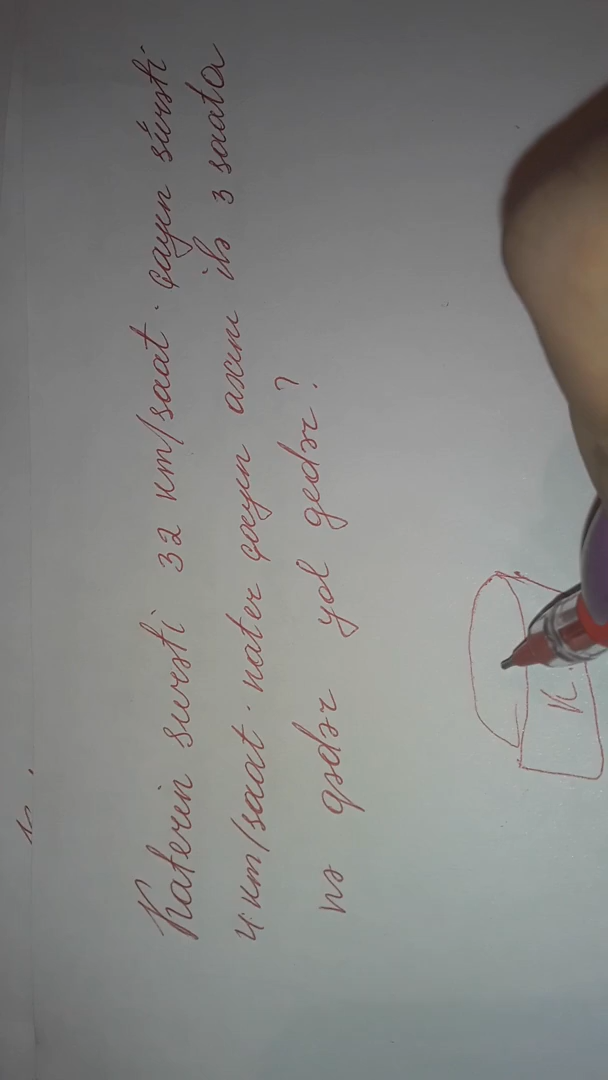 Katerin sürəti 32 km/saat. çayın sürəti
4 km/saat. kater çayın axını ilə 3 saata
nə qədər yol gedər?
K.